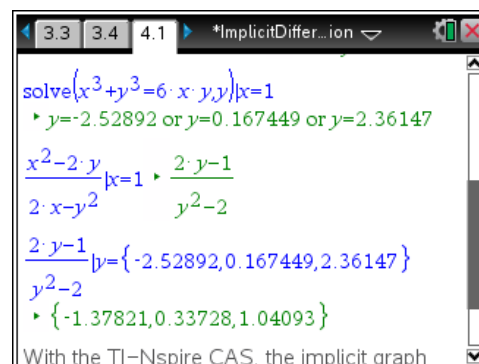 3.3 3.4 4.1 *ImplicitDiffer…ion
solve(x³+y³=6·x·y,y)|x=1
▸ y=-2.52892 or y=0.167449 or y=2.36147
(x²-2·y)/(2·x-y²)|x=1 ▸ (2·y-1)/(y²-2)
(2·y-1)/(y²-2)|y={-2.52892,0.167449,2.36147}
▸ {-1.37821,0.33728,1.04093}
With the TI-Nspire CAS, the implicit graph